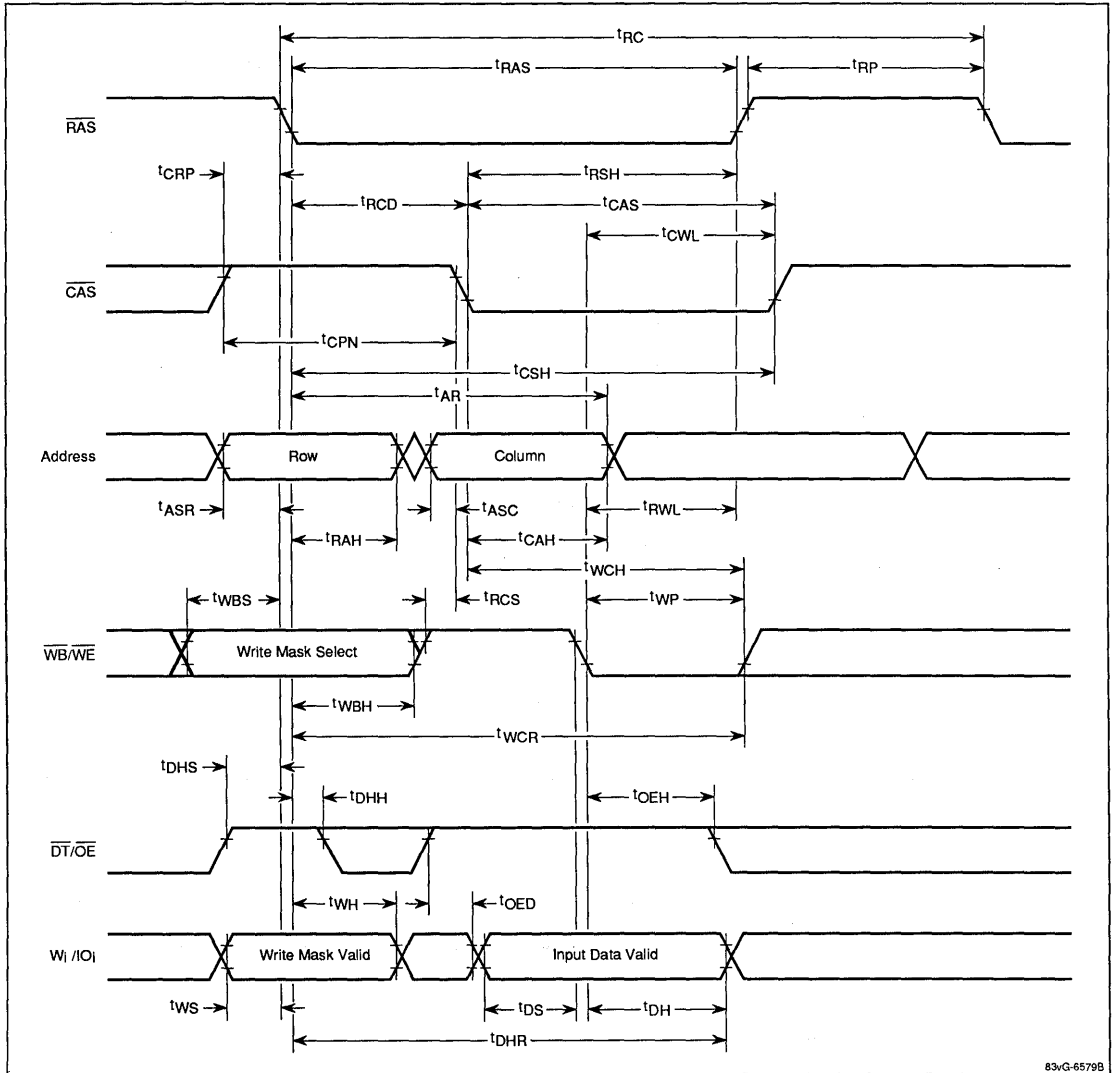 tRC
tRAS
tRP
RAS
tCRP
tRSH
tRCD
tCAS
tCWL
CAS
tCPN
tCSH
tAR
Address
Row
Column
tASR
tASC
tRWL
tRAH
tCAH
tWCH
tWBS
tRCS
tWP
WB/WE
Write Mask Select
tWBH
tWCR
tDHS
tDHH
tOEH
DT/OE
tWH
tOED
Wi /IOi
Write Mask Valid
Input Data Valid
tWS
tDS
tDH
tDHR
83vG-6579B